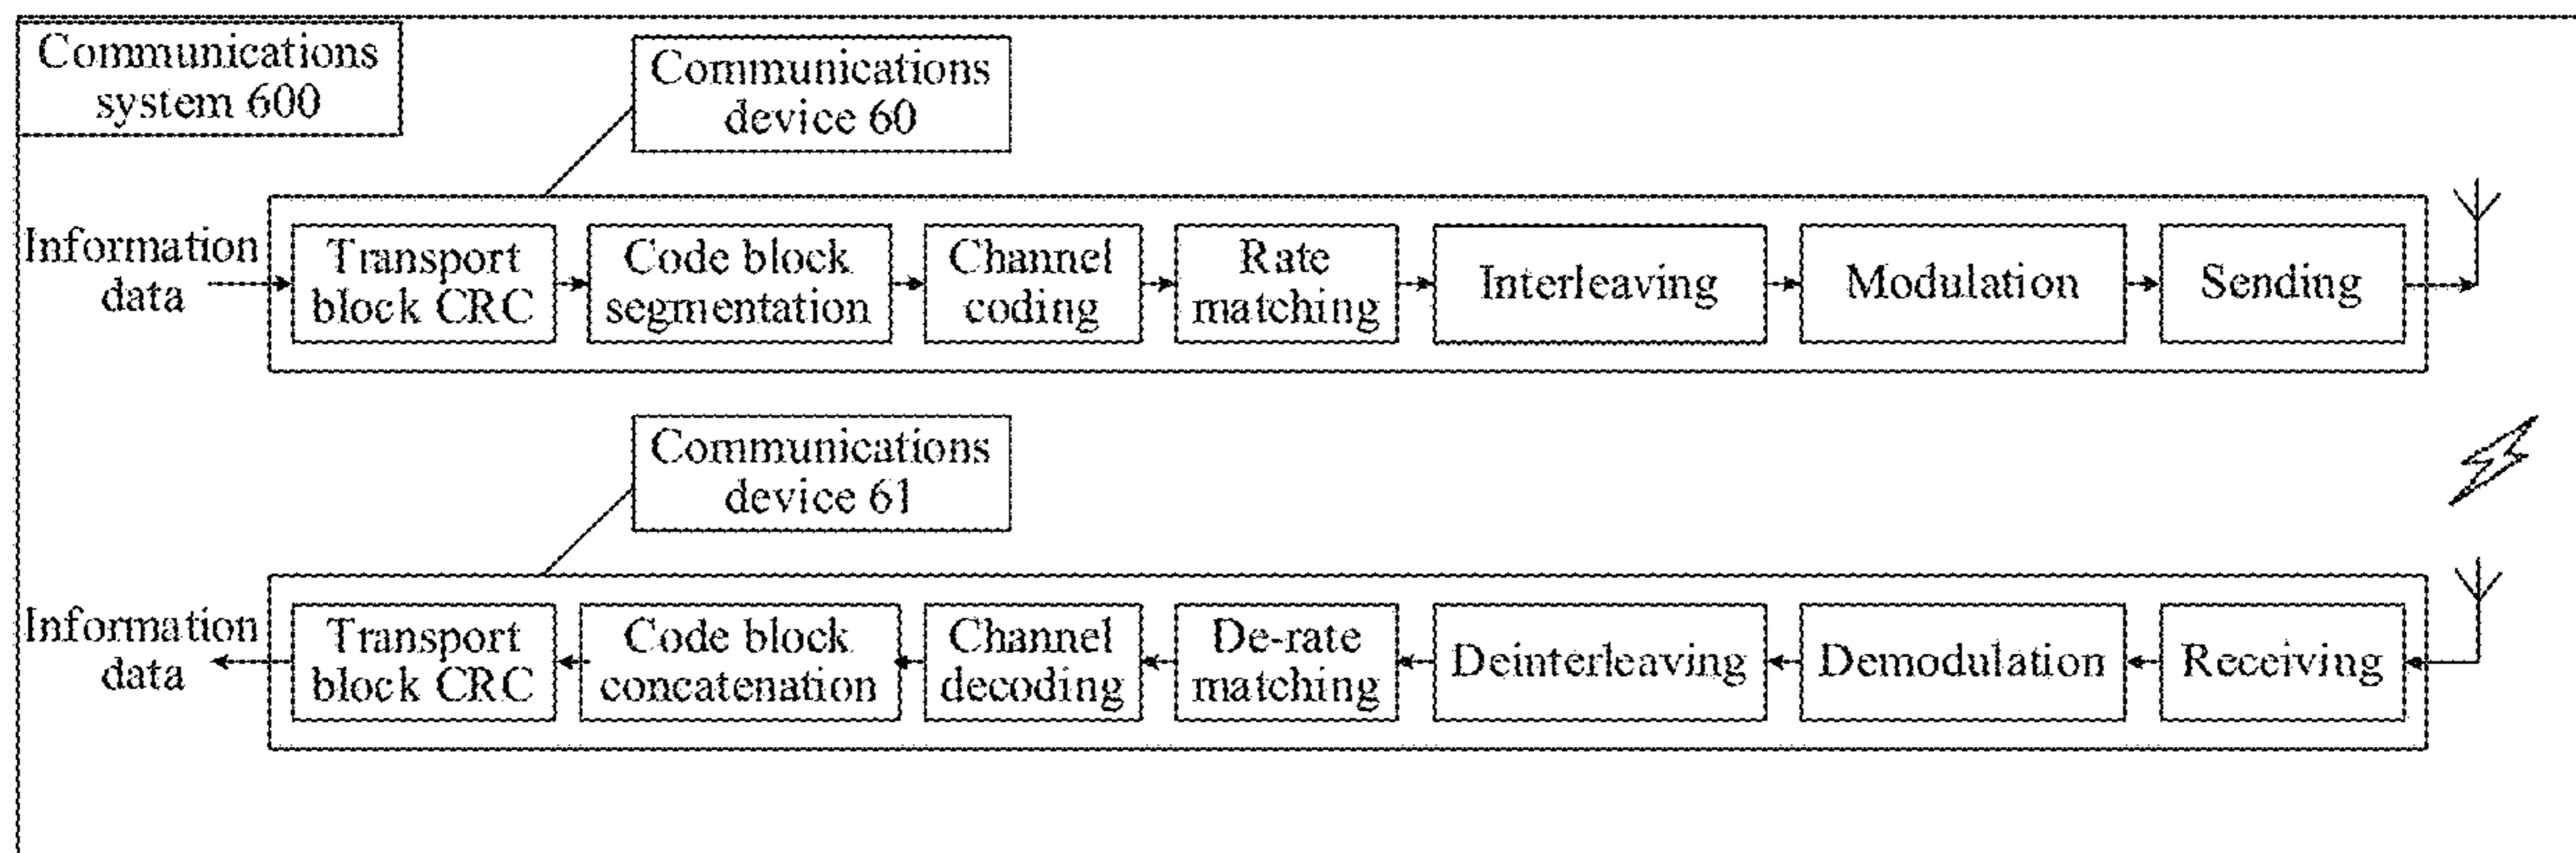 Communications
system 600
Communications
device 60
Information
data
Transport
block CRC
Code block
segmentation
Channel
coding
Rate
matching
Interleaving
Modulation
Sending
Communications
device 61
Information
data
Transport
block CRC
Code block
concatenation
Channel
decoding
De-rate
matching
Deinterleaving
Demodulation
Receiving